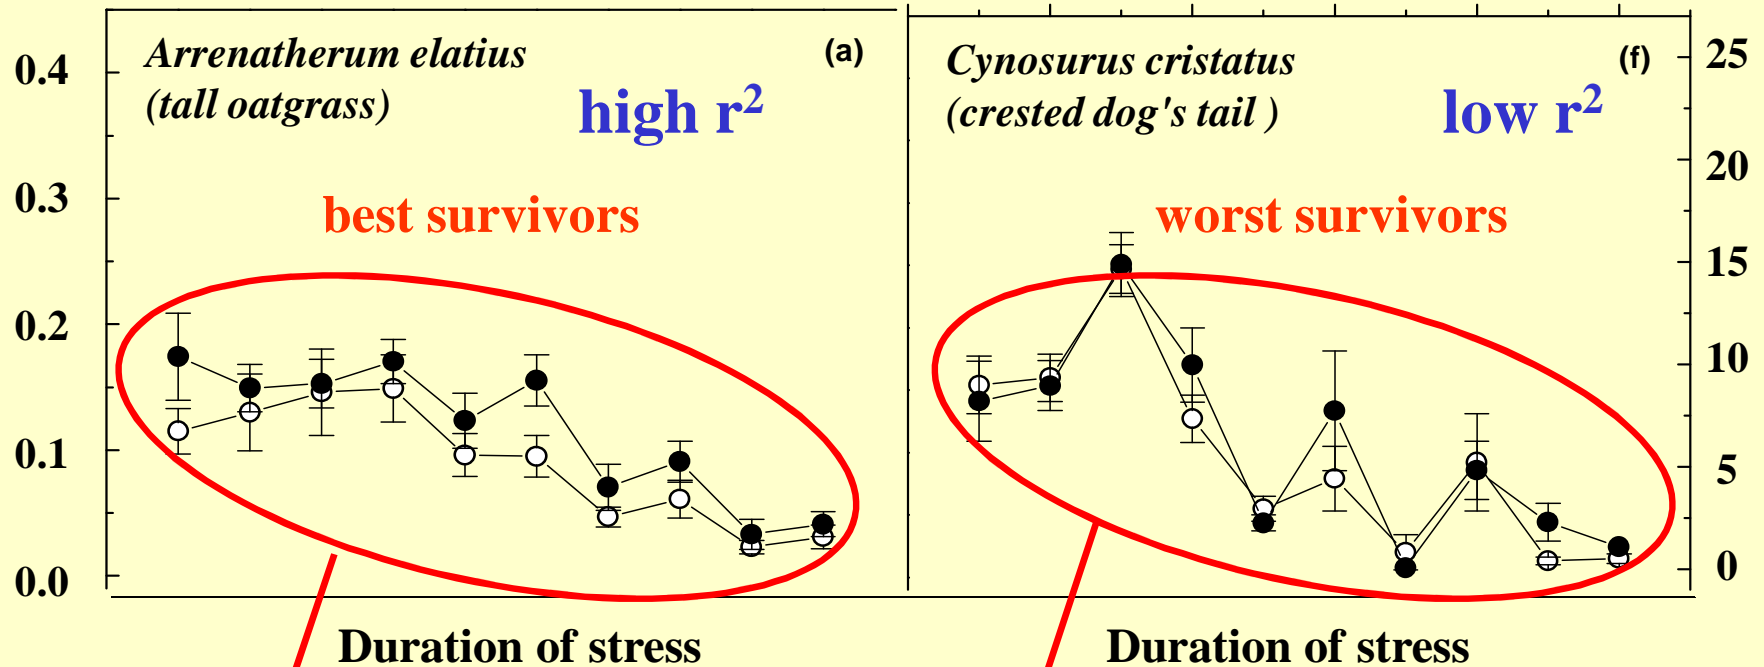 Arrenatherum elatius
(tall oatgrass)
(a)
high r²
best survivors
0.4
0.3
0.2
0.1
0.0
Duration of stress
Cynosurus cristatus
(crested dog's tail )
(f)
low r²
worst survivors
25
20
15
10
5
0
Duration of stress